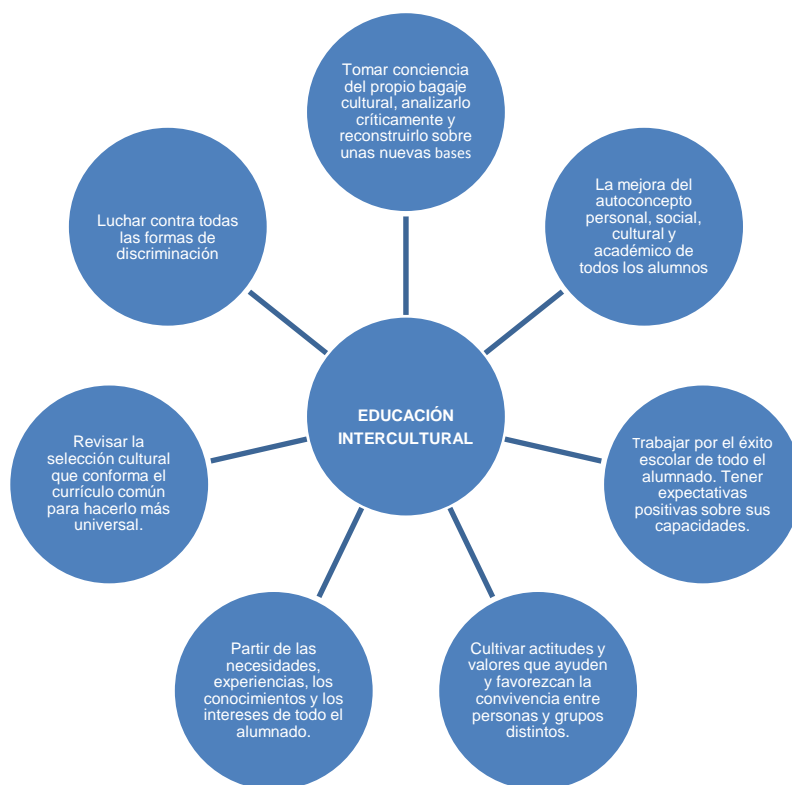 Tomar conciencia
del propio bagaje
cultural, analizarlo
críticamente y
reconstruirlo sobre
unas nuevas bases
La mejora del
autoconcepto
personal, social,
cultural y
académico de
todos los alumnos
Trabajar por el éxito
escolar de todo el
alumnado. Tener
expectativas
positivas sobre sus
capacidades.
Cultivar actitudes y
valores que ayuden
y favorezcan la
convivencia entre
personas y grupos
distintos.
Partir de las
necesidades,
experiencias, los
conocimientos y los
intereses de todo el
alumnado.
Revisar la
selección cultural
que conforma el
currículo común
para hacerlo más
universal.
Luchar contra todas
las formas de
discriminación
EDUCACIÓN
INTERCULTURAL